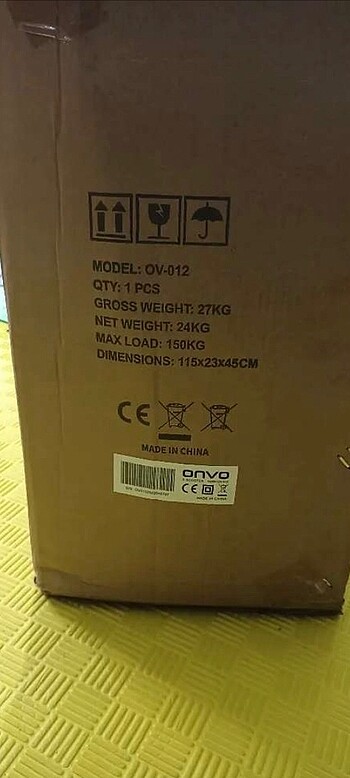 MODEL: OV-012
QTY: 1 PCS
GROSS WEIGHT: 27KG
NET WEIGHT: 24KG
MAX LOAD: 150KG
DIMENSIONS: 115x23x45CM
CE
MADE IN CHINA
onvo
CE
MADE IN CHINA